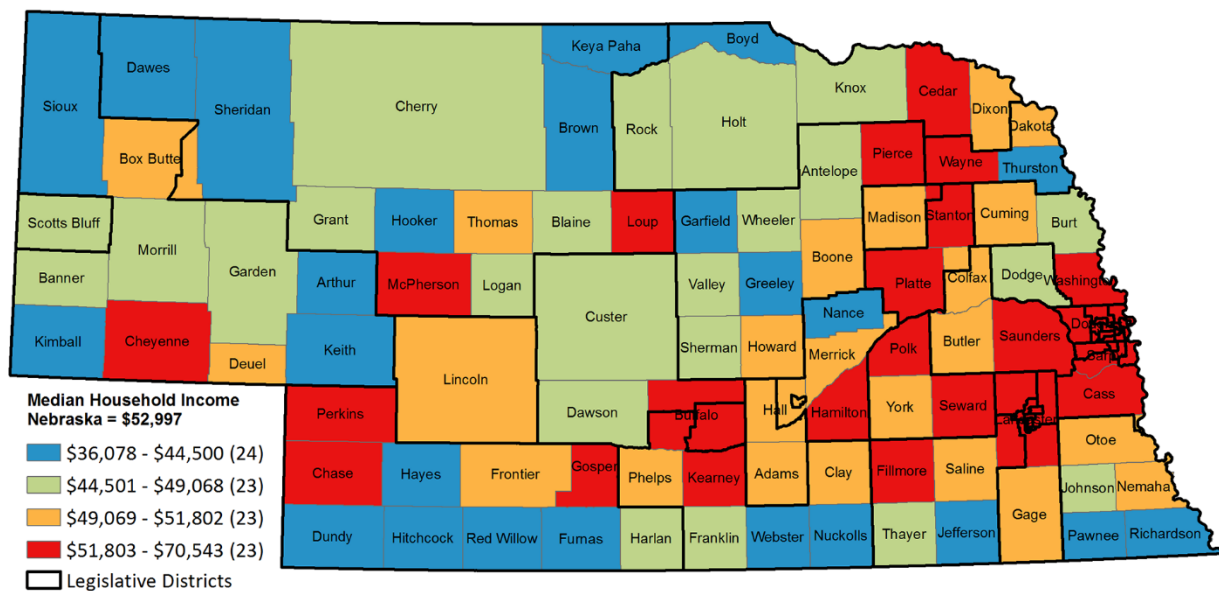 Keya Paha
Boyd
Dawes
Sioux
Sheridan
Cherry
Brown
Rock
Holt
Knox
Cedar
Dixon
Dakota
Box Butte
Antelope
Pierce
Wayne
Thurston
Scotts Bluff
Morrill
Garden
Grant
Hooker
Thomas
Blaine
Loup
Garfield
Wheeler
Madison
Stanton
Cuming
Burt
Banner
Arthur
McPherson
Logan
Custer
Valley
Greeley
Boone
Platte
Colfax
Dodge
Washington
Kimball
Cheyenne
Deuel
Keith
Lincoln
Sherman
Howard
Nance
Merrick
Polk
Butler
Saunders
Perkins
Dawson
Buffalo
Hall
Hamilton
York
Seward
Cass
Otoe
Chase
Hayes
Frontier
Gosper
Phelps
Kearney
Adams
Clay
Fillmore
Saline
Johnson
Nemaha
Gage
Dundy
Hitchcock
Red Willow
Furnas
Harlan
Franklin
Webster
Nuckolls
Thayer
Jefferson
Pawnee
Richardson
Median Household Income
Nebraska = $52,997
$36,078 - $44,500 (24)
$44,501 - $49,068 (23)
$49,069 - $51,802 (23)
$51,803 - $70,543 (23)
Legislative Districts